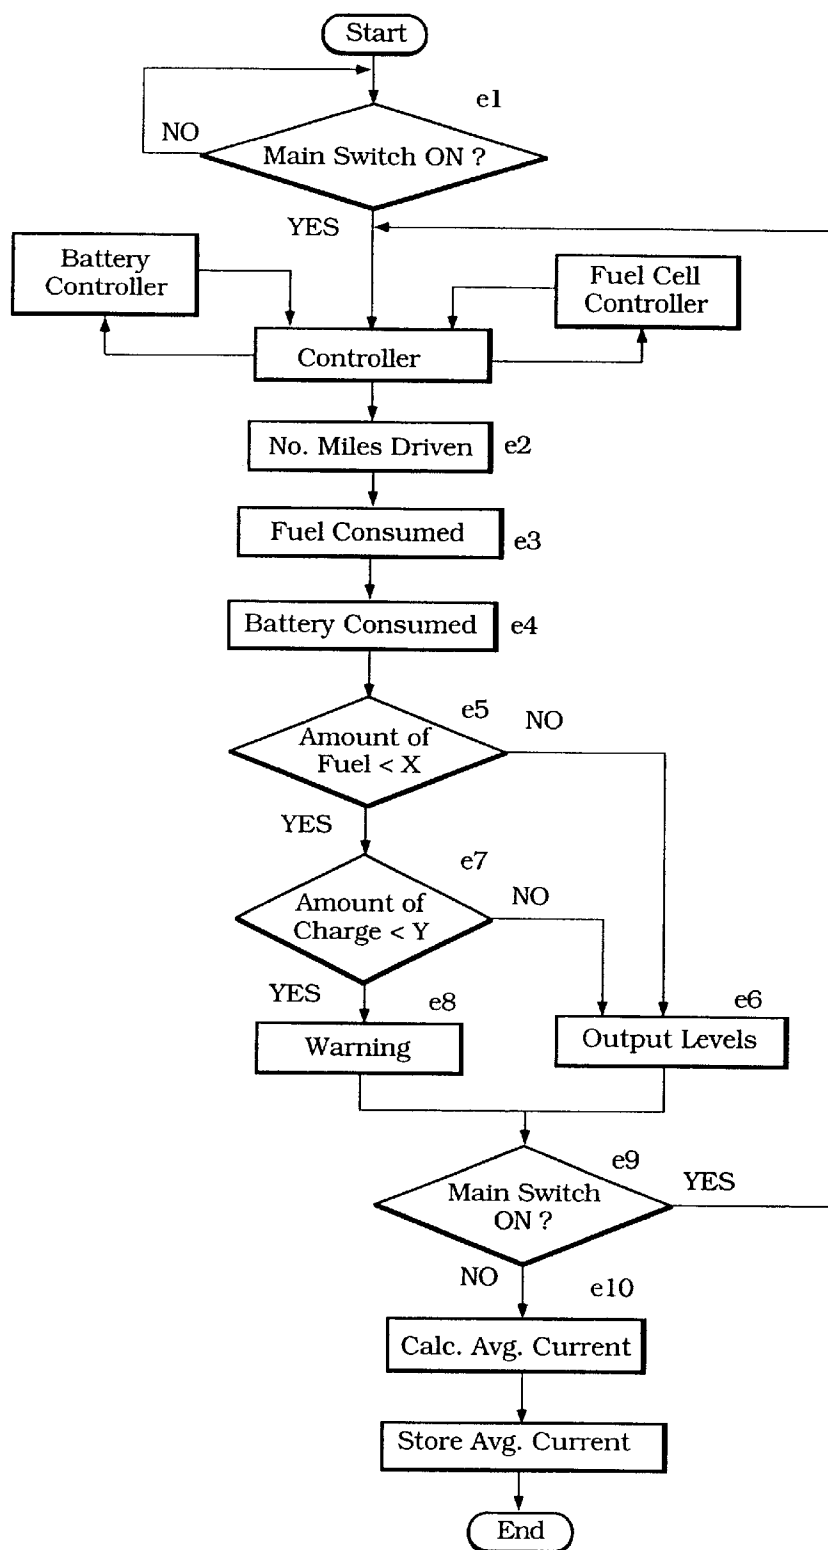 Start
e1
NO
Main Switch ON ?
YES
Battery
Controller
Fuel Cell
Controller
Controller
No. Miles Driven
e2
Fuel Consumed
e3
Battery Consumed
e4
e5
NO
Amount of
Fuel < X
YES
e7
NO
Amount of
Charge < Y
YES
e8
e6
Warning
Output Levels
e9
YES
Main Switch
ON ?
NO
e10
Calc. Avg. Current
Store Avg. Current
End